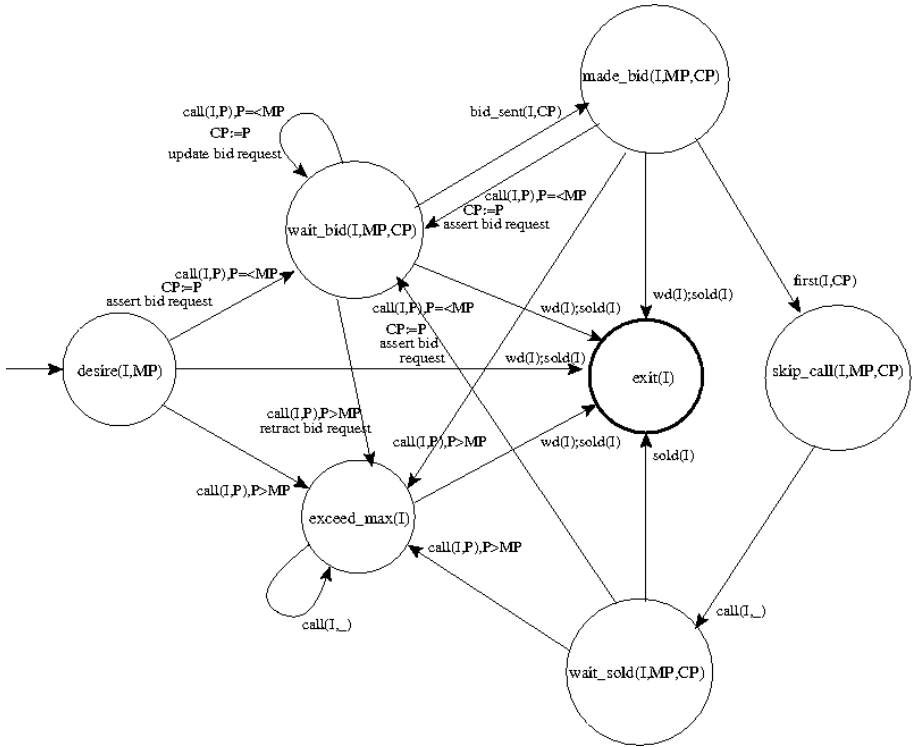 made_bid(I,MP,CP)
call(I,P),P=<MP
CP:=P
update bid request
bid_sent(I,CP)
call(I,P),P=<MP
CP:=P
assert bid request
wait_bid(I,MP,CP)
call(I,P),P=<MP
CP:=P
assert bid request
first(I,CP)
wd(I);sold(I)
call(I,P),P=<MP
CP:=P
assert bid
request
wd(I);sold(I)
wd(I);sold(I)
desire(I,MP)
exit(I)
skip_call(I,MP,CP)
call(I,P),P>MP
retract bid request
call(I,P),P>MP
wd(I);sold(I)
sold(I)
call(I,P),P>MP
exceed_max(I)
call(I,P),P>MP
call(I,_)
call(I,_)
wait_sold(I,MP,CP)